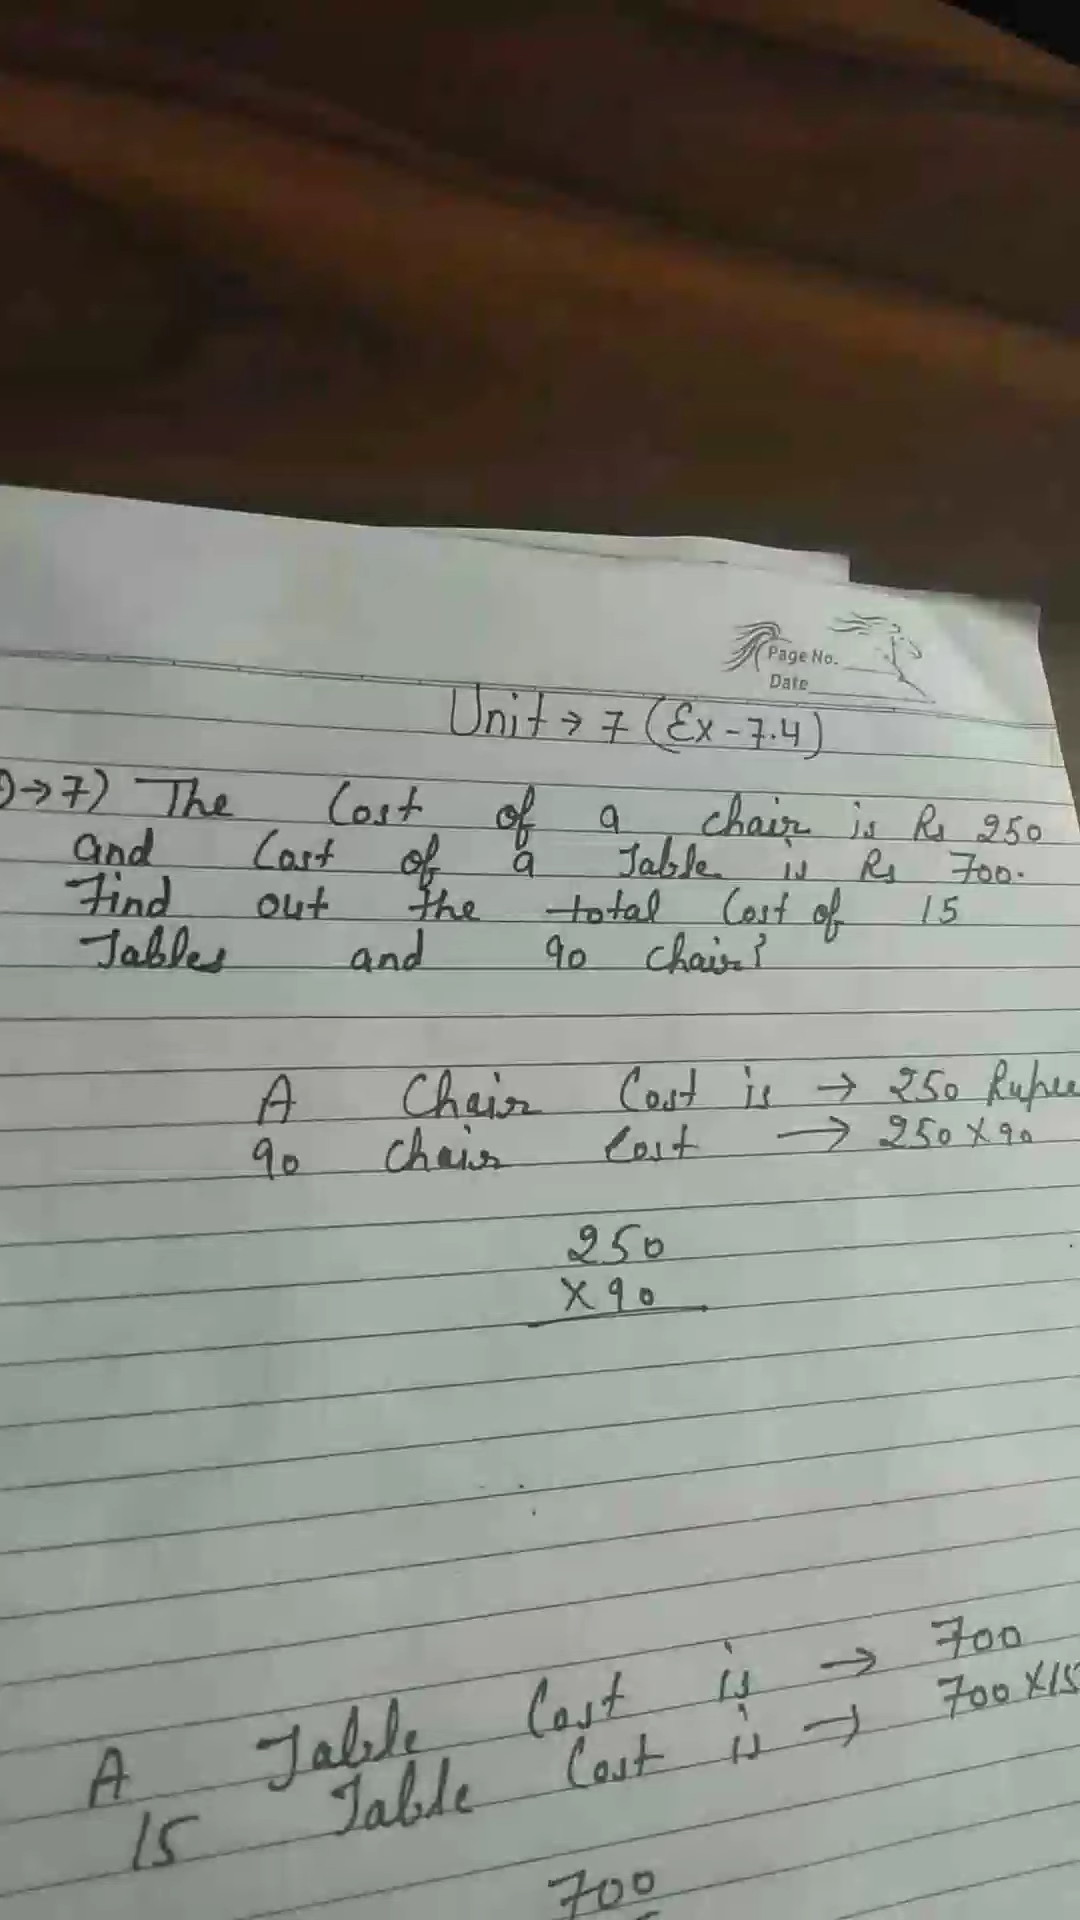 Page No.
Date
Unit → 7 (Ex - 7.4)
→ 7) The Cost of a chair is Rs 250
and Cost of a Table is Rs 700.
Find out the total Cost of 15
Tables and 90 chair?
A Chair Cost is → 250 Rupee
90 Chair Cost → 250 X 90
250
X 90
A Table Cost is → 700
15 Table Cost is → 700 X 15
700